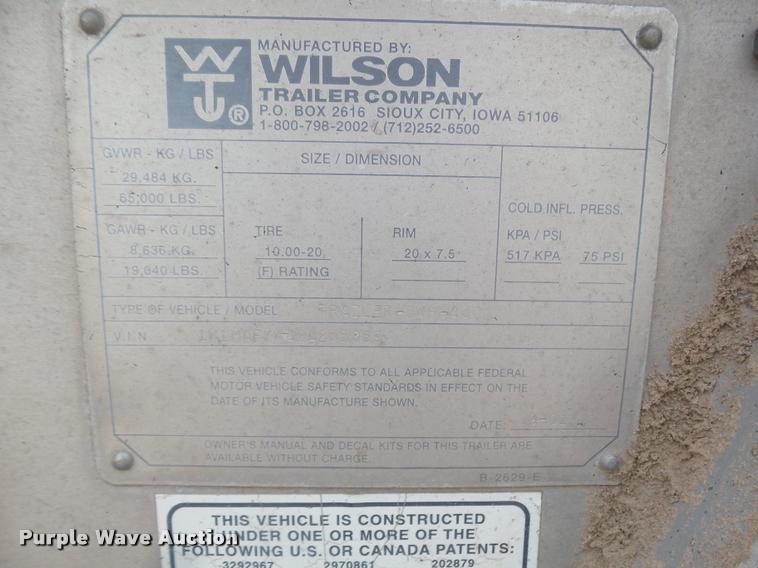 WT
®
MANUFACTURED BY:
WILSON
TRAILER COMPANY
P.O. BOX 2616 SIOUX CITY, IOWA 51106
1-800-798-2002 / (712)252-6500
GVWR - KG / LBS
29,484 KG.
65,000 LBS.
SIZE / DIMENSION
GAWR - KG / LBS
8,636 KG.
19,040 LBS.
TIRE
10.00-20
(F) RATING
RIM
20 x 7.5
COLD INFL. PRESS.
KPA / PSI
517 KPA 75 PSI
TYPE OF VEHICLE / MODEL
V.I.N
THIS VEHICLE CONFORMS TO ALL APPLICABLE FEDERAL
MOTOR VEHICLE SAFETY STANDARDS IN EFFECT ON THE
DATE OF ITS MANUFACTURE SHOWN.
DATE:
OWNER'S MANUAL AND DECAL KITS FOR THIS TRAILER ARE
AVAILABLE WITHOUT CHARGE.
B-2629-E
THIS VEHICLE IS CONSTRUCTED
UNDER ONE OR MORE OF THE
FOLLOWING U.S. OR CANADA PATENTS:
3292967 2970861 202879
Purple Wave Auction